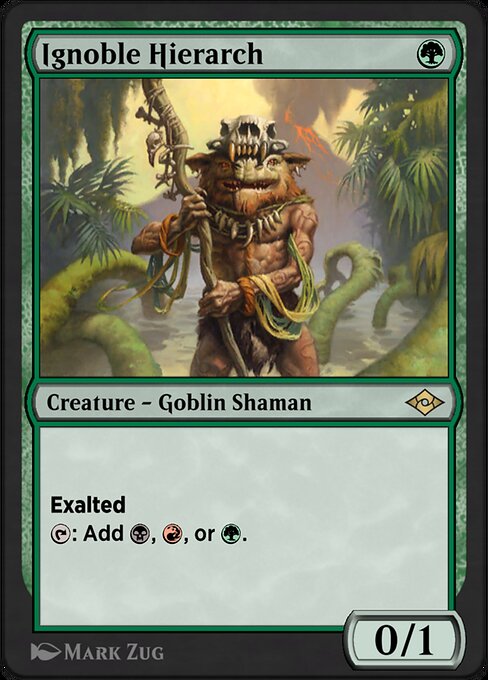 Ignoble Hierarch
Creature – Goblin Shaman
Exalted
: Add , , or .
0/1
Mark Zug